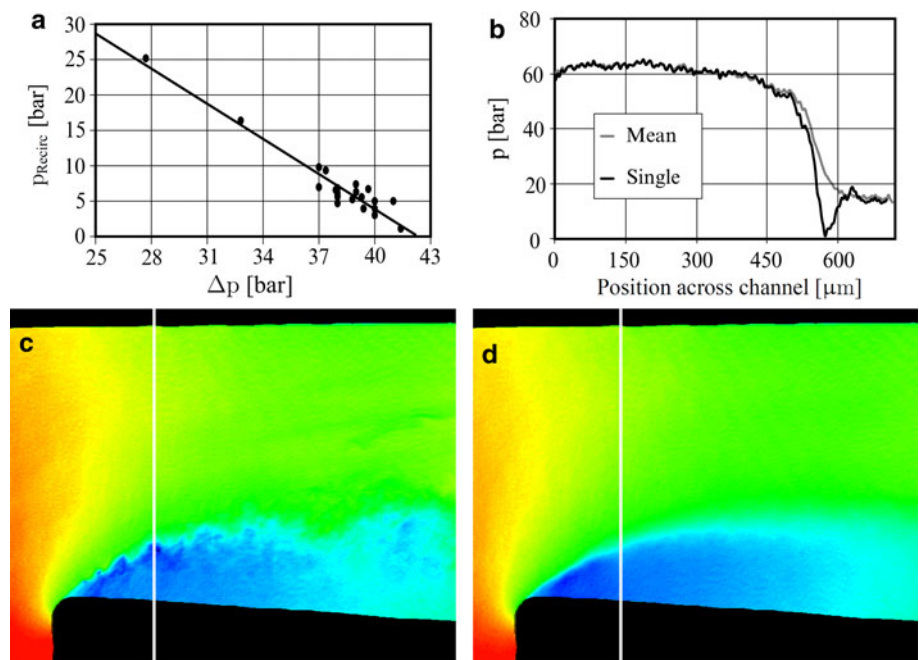 a
30
25
20
15
10
5
0
pRecirc [bar]
25 28 31 34 37 40 43
Δp [bar]
b
80
60
40
20
0
p [bar]
Mean
Single
0 150 300 450 600
Position across channel [μm]
c
d